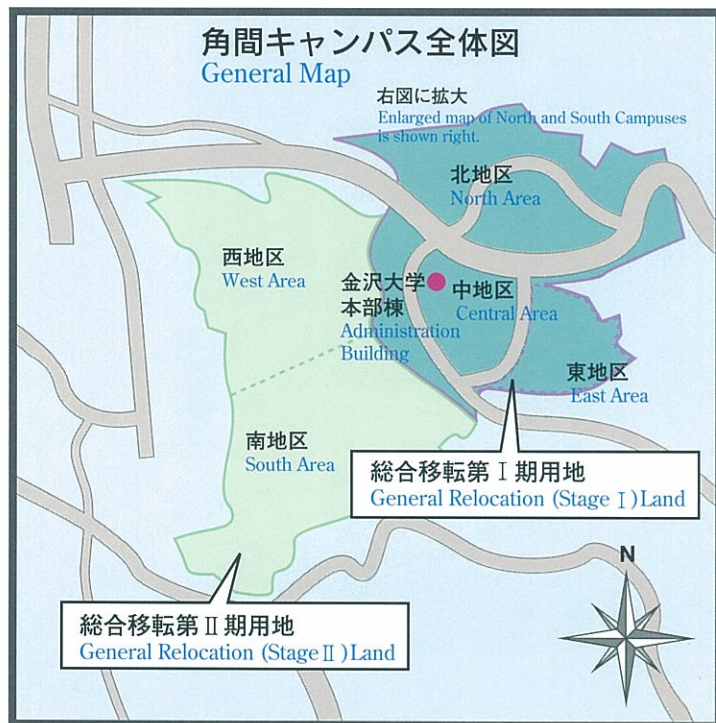 角間キャンパス全体図
General Map
右図に拡大
Enlarged map of North and South Campuses
is shown right.
北地区
North Area
西地区
West Area
金沢大学
本部棟
Administration
Building
中地区
Central Area
東地区
East Area
南地区
South Area
総合移転第Ⅰ期用地
General Relocation (Stage Ⅰ) Land
N
総合移転第Ⅱ期用地
General Relocation (Stage Ⅱ) Land